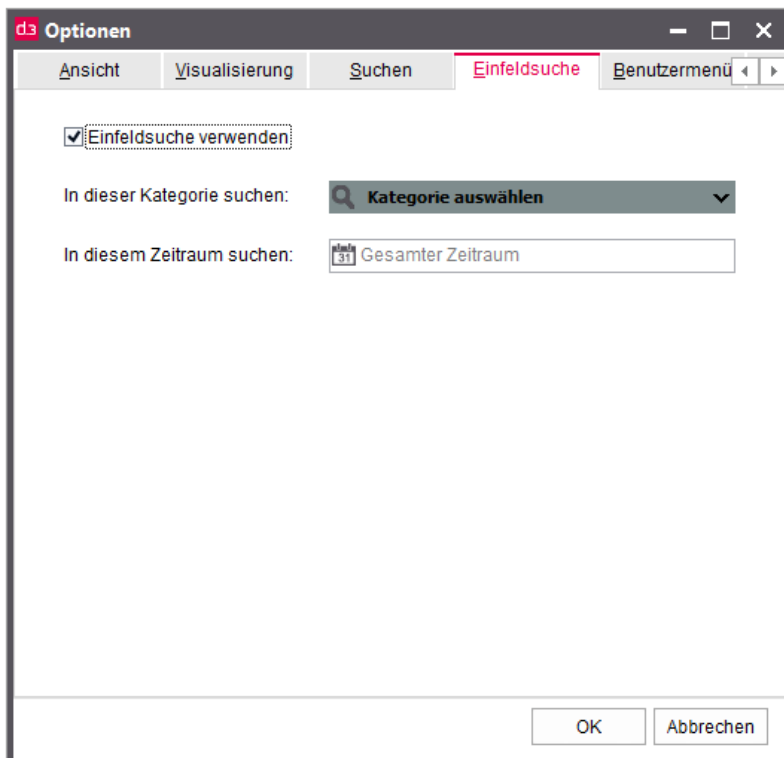 d3 Optionen
Ansicht Visualisierung Suchen Einfeldsuche Benutzermenü
Einfeldsuche verwenden
In dieser Kategorie suchen: Kategorie auswählen
In diesem Zeitraum suchen: 31 Gesamter Zeitraum
OK Abbrechen